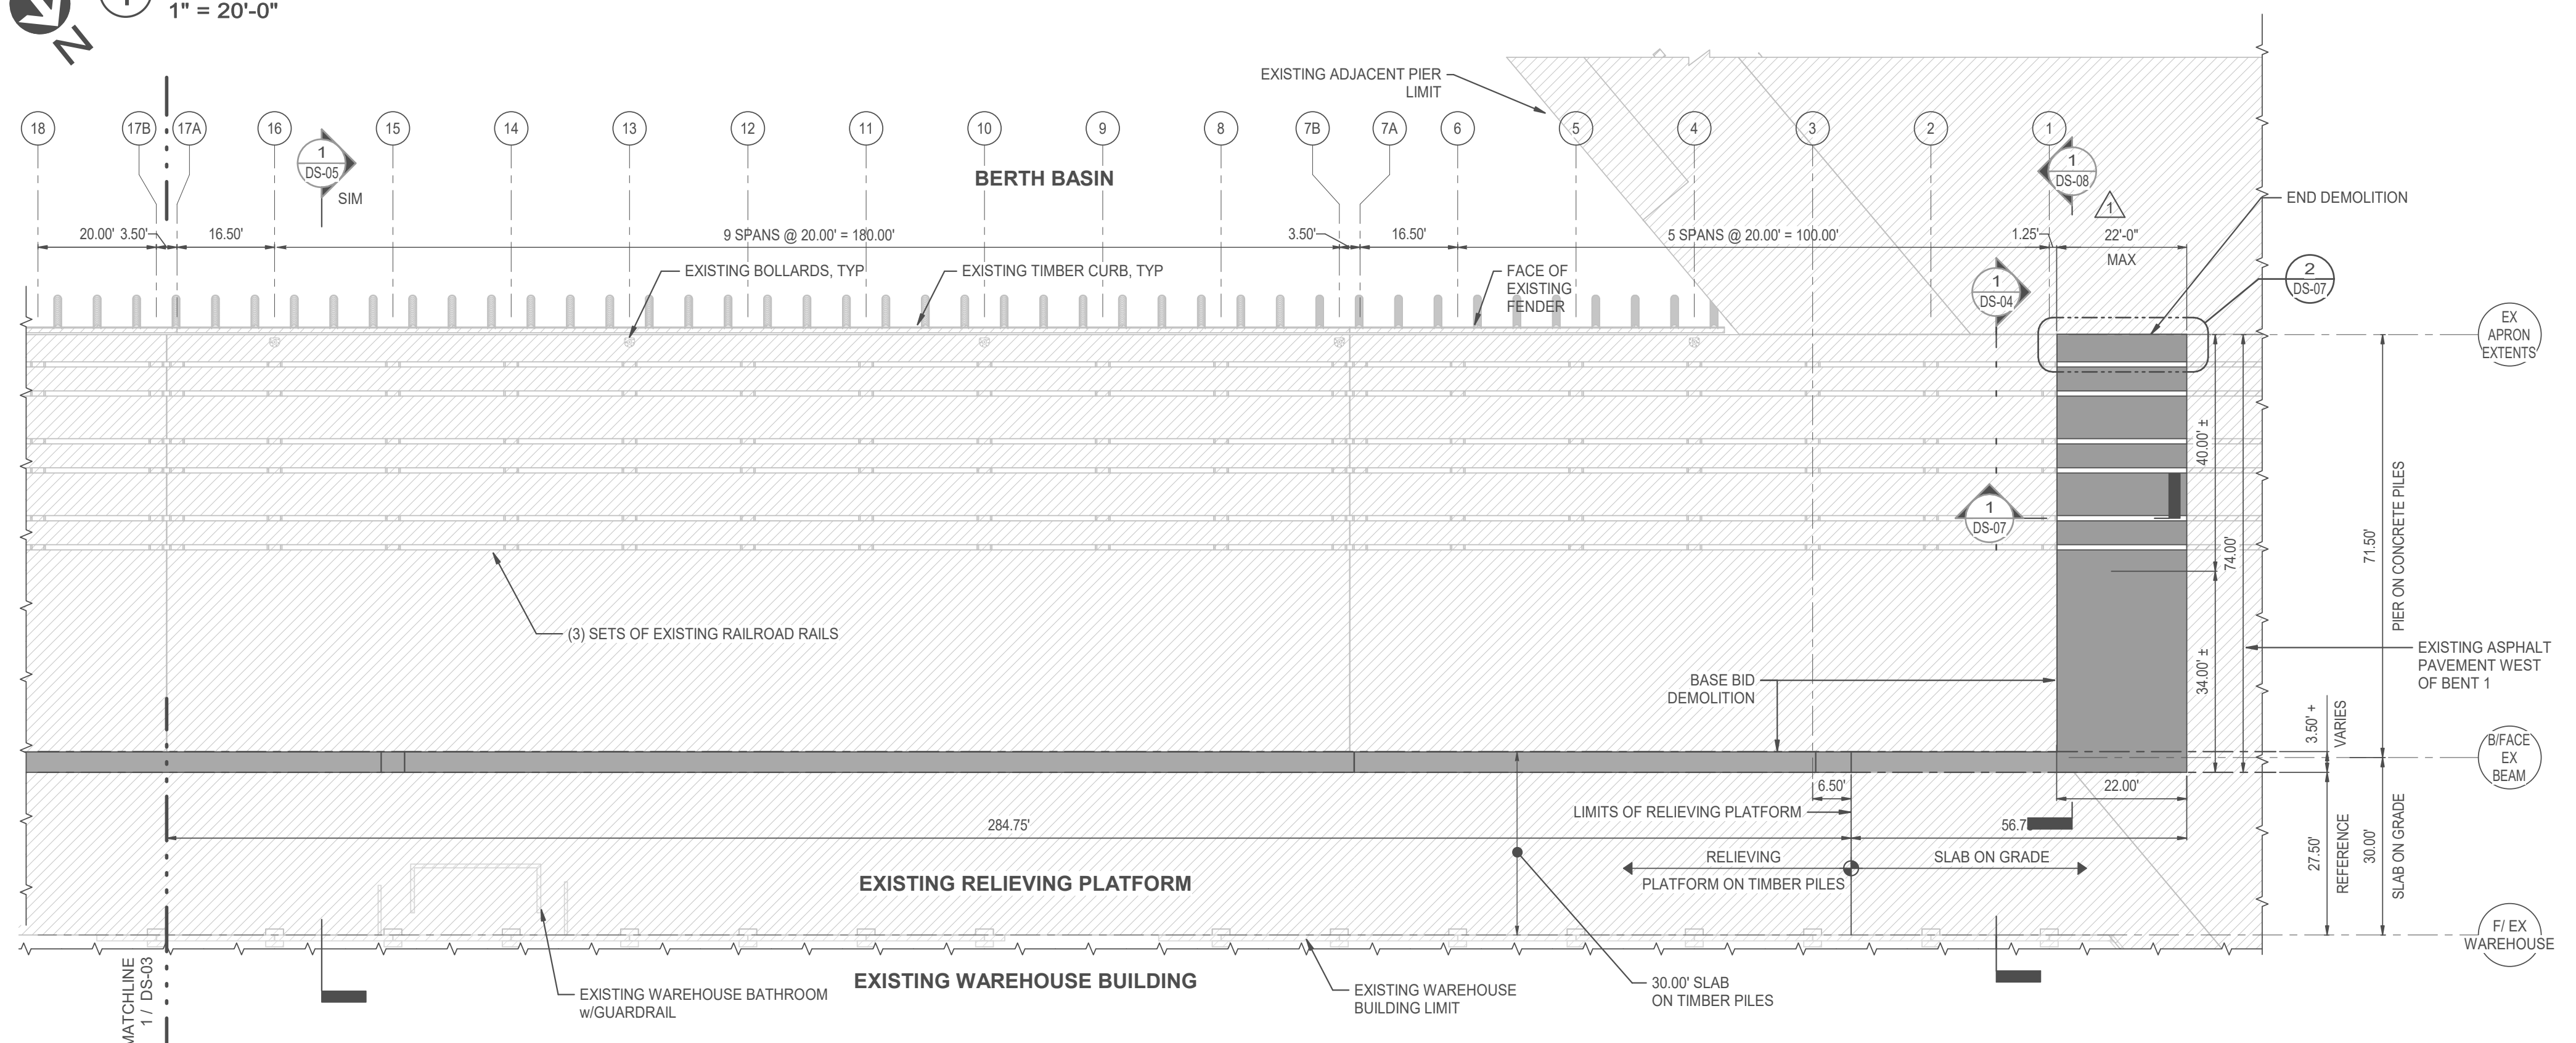 1
1" = 20'-0"
N
EXISTING ADJACENT PIER
LIMIT
18
17B
17A
16
15
14
13
12
11
10
9
8
7B
7A
6
5
4
3
2
1
1
DS-05
SIM
BERTH BASIN
1
DS-08
1
END DEMOLITION
20.00'
3.50'
16.50'
9 SPANS @ 20.00' = 180.00'
3.50'
16.50'
5 SPANS @ 20.00' = 100.00'
1.25'
22'-0"
MAX
EXISTING BOLLARDS, TYP
EXISTING TIMBER CURB, TYP
FACE OF
EXISTING
FENDER
1
DS-04
2
DS-07
EX
APRON
EXTENTS
40.00' ±
74.00'
71.50'
PIER ON CONCRETE PILES
1
DS-07
(3) SETS OF EXISTING RAILROAD RAILS
34.00' ±
EXISTING ASPHALT
PAVEMENT WEST
OF BENT 1
BASE BID
DEMOLITION
3.50' +
VARIES
B/FACE
EX
BEAM
6.50'
22.00'
LIMITS OF RELIEVING PLATFORM
284.75'
56.7
27.50'
REFERENCE
30.00'
SLAB ON GRADE
RELIEVING
PLATFORM ON TIMBER PILES
SLAB ON GRADE
EXISTING RELIEVING PLATFORM
F/ EX
WAREHOUSE
MATCHLINE
1 / DS-03
EXISTING WAREHOUSE BATHROOM
w/GUARDRAIL
EXISTING WAREHOUSE BUILDING
EXISTING WAREHOUSE
BUILDING LIMIT
30.00' SLAB
ON TIMBER PILES